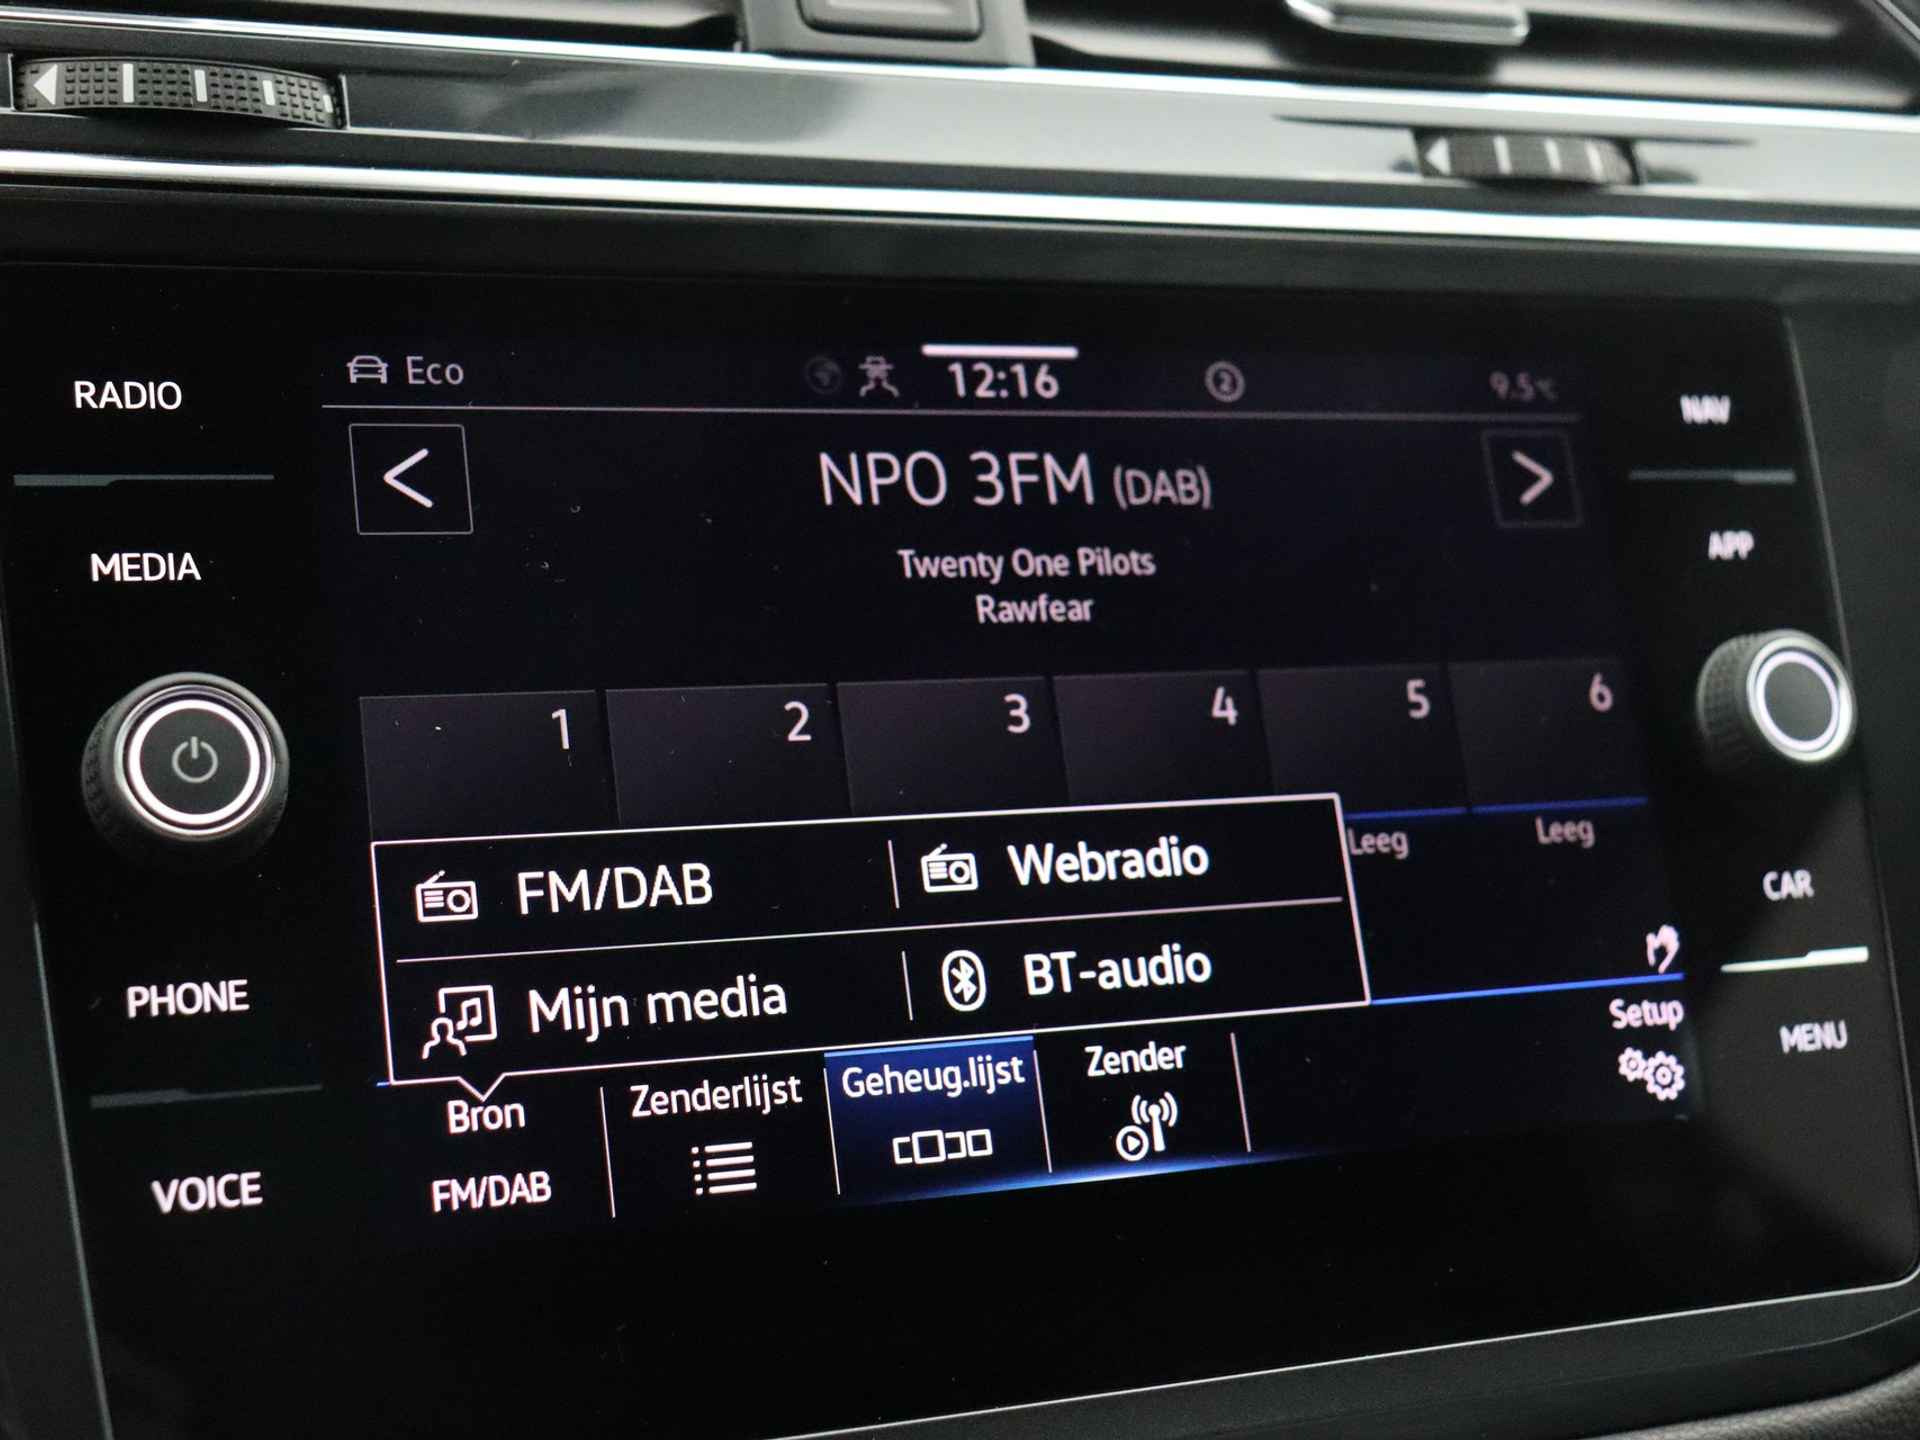 Eco
12:16
2
9.5°C
RADIO
NAV
NPO 3FM (DAB)
MEDIA
APP
Twenty One Pilots
Rawfear
1 2 3 4 5 6
FM/DAB
Webradio
Leeg
Leeg
CAR
Mijn media
BT-audio
PHONE
Setup
MENU
Bron
Zenderlijst
Geheug.lijst
Zender
VOICE
FM/DAB